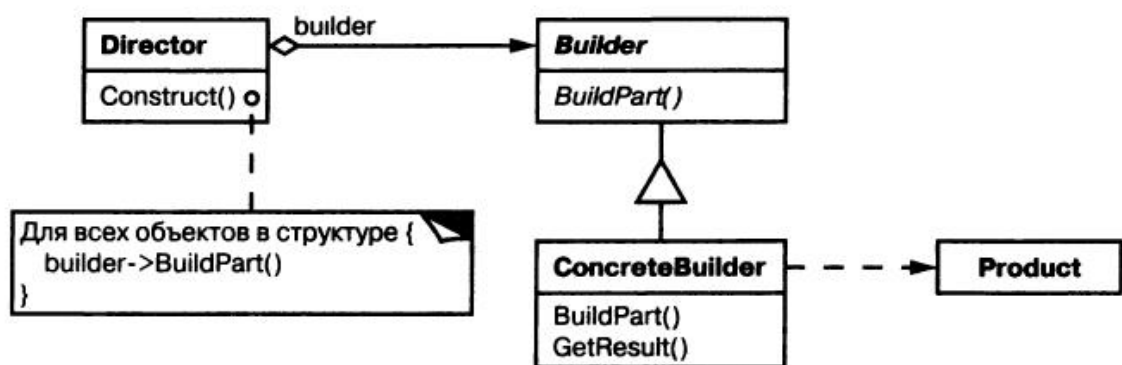 Director
Construct()
builder
Builder
BuildPart()
Для всех объектов в структуре {
builder->BuildPart()
}
ConcreteBuilder
BuildPart()
GetResult()
Product